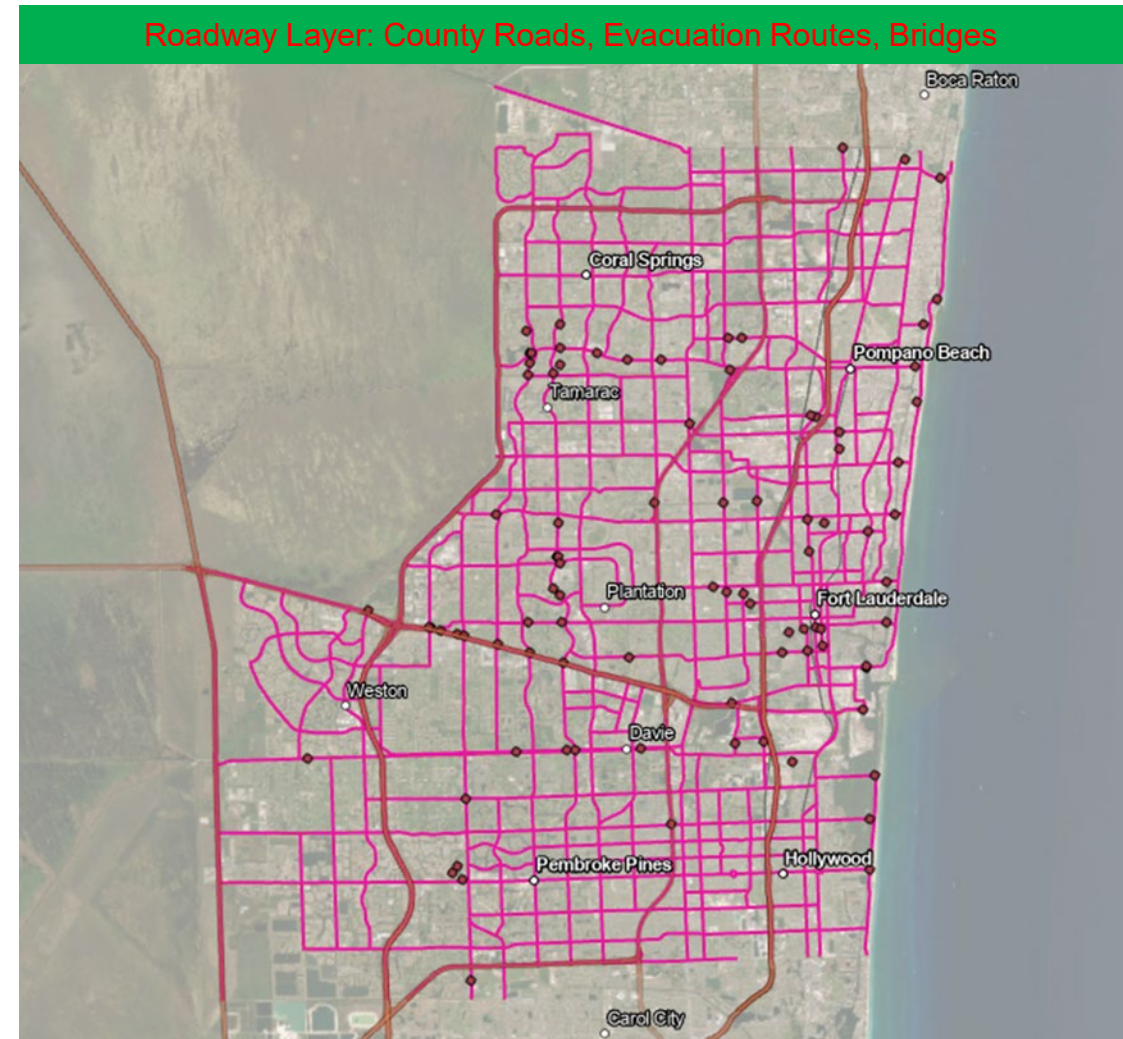 Roadway Layer: County Roads, Evacuation Routes, Bridges
Boca Raton
Coral Springs
Pompano Beach
Tamarac
Plantation
Fort Lauderdale
Weston
Davie
Pembroke Pines
Hollywood
Carol City